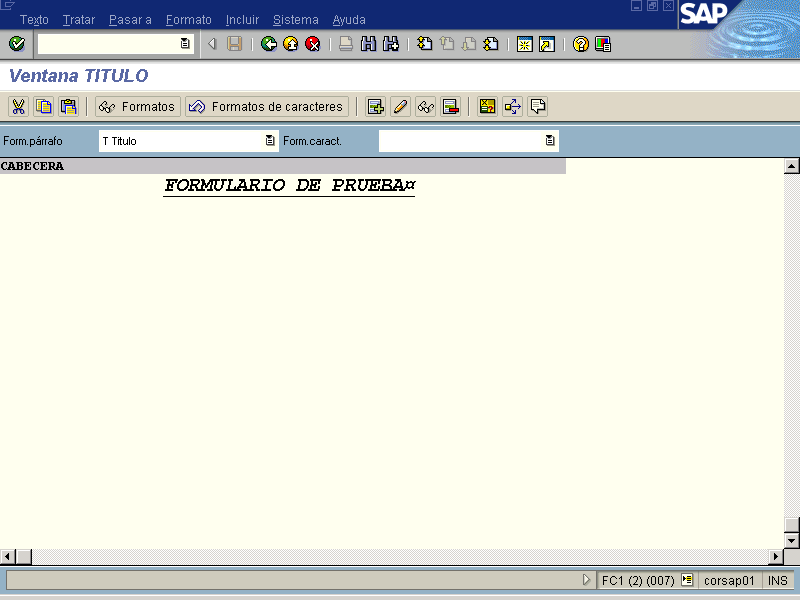 Texto Tratar Pasar a Formato Incluir Sistema Ayuda
SAP
Ventana TITULO
Formatos Formatos de caracteres
Form.párrafo T Titulo Form.caract.
CABECERA
FORMULARIO DE PRUEBA¤
FC1 (2) (007) corsap01 INS